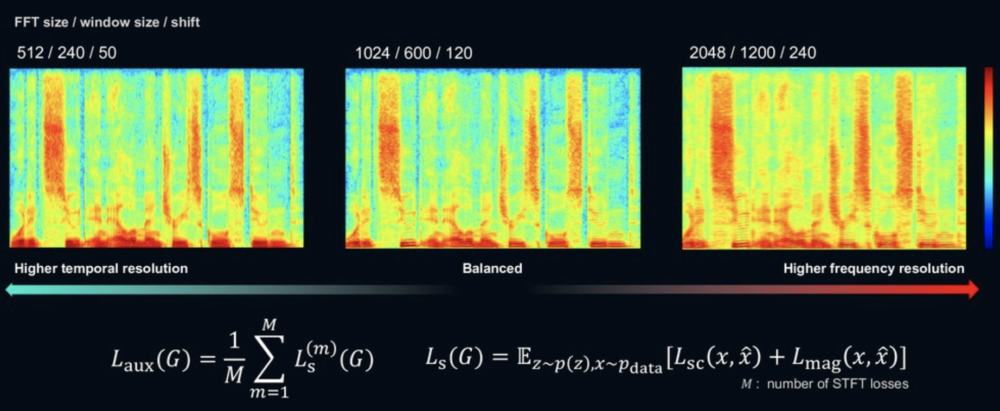 FFT size / window size / shift
512 / 240 / 50
1024 / 600 / 120
2048 / 1200 / 240
Higher temporal resolution
Balanced
Higher frequency resolution
L_aux(G) = 1/M ∑_{m=1}^{M} L_s^{(m)}(G)
L_s(G) = 𝔼_{z~p(z),x~p_data}[L_sc(x, x̂) + L_mag(x, x̂)]
M : number of STFT losses